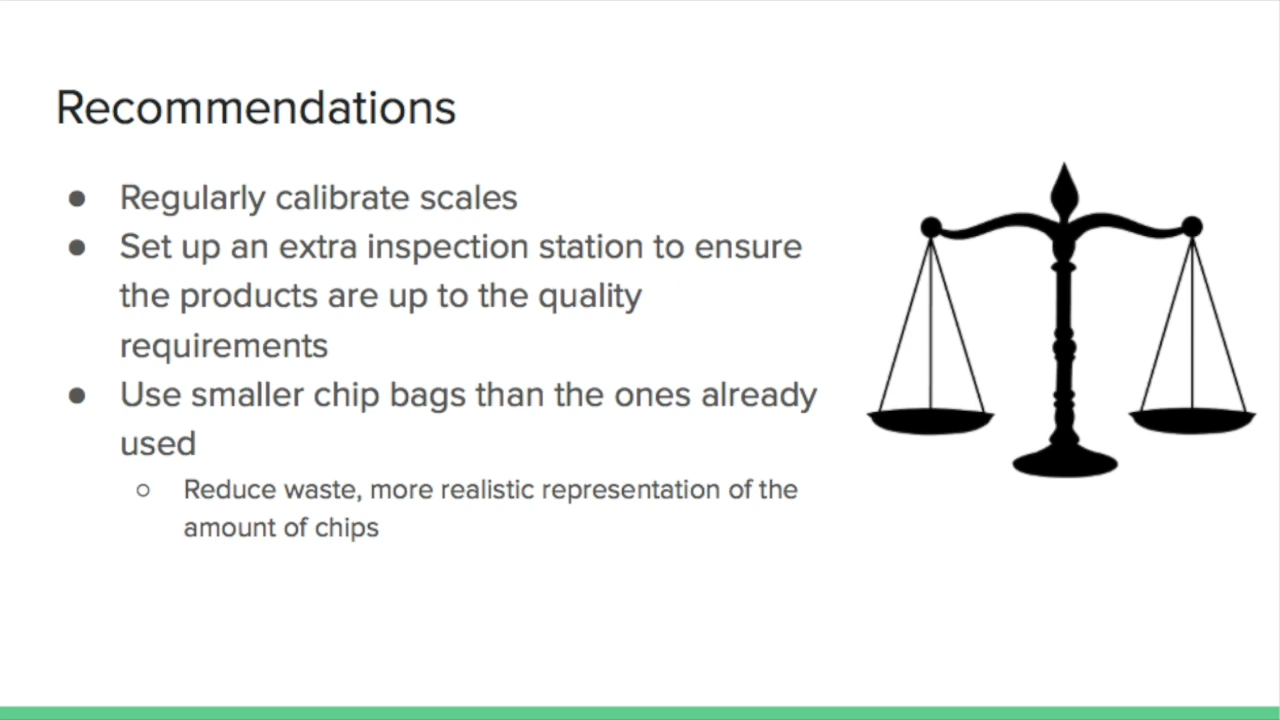 Recommendations
● Regularly calibrate scales
● Set up an extra inspection station to ensure
the products are up to the quality
requirements
● Use smaller chip bags than the ones already
used
○ Reduce waste, more realistic representation of the
amount of chips